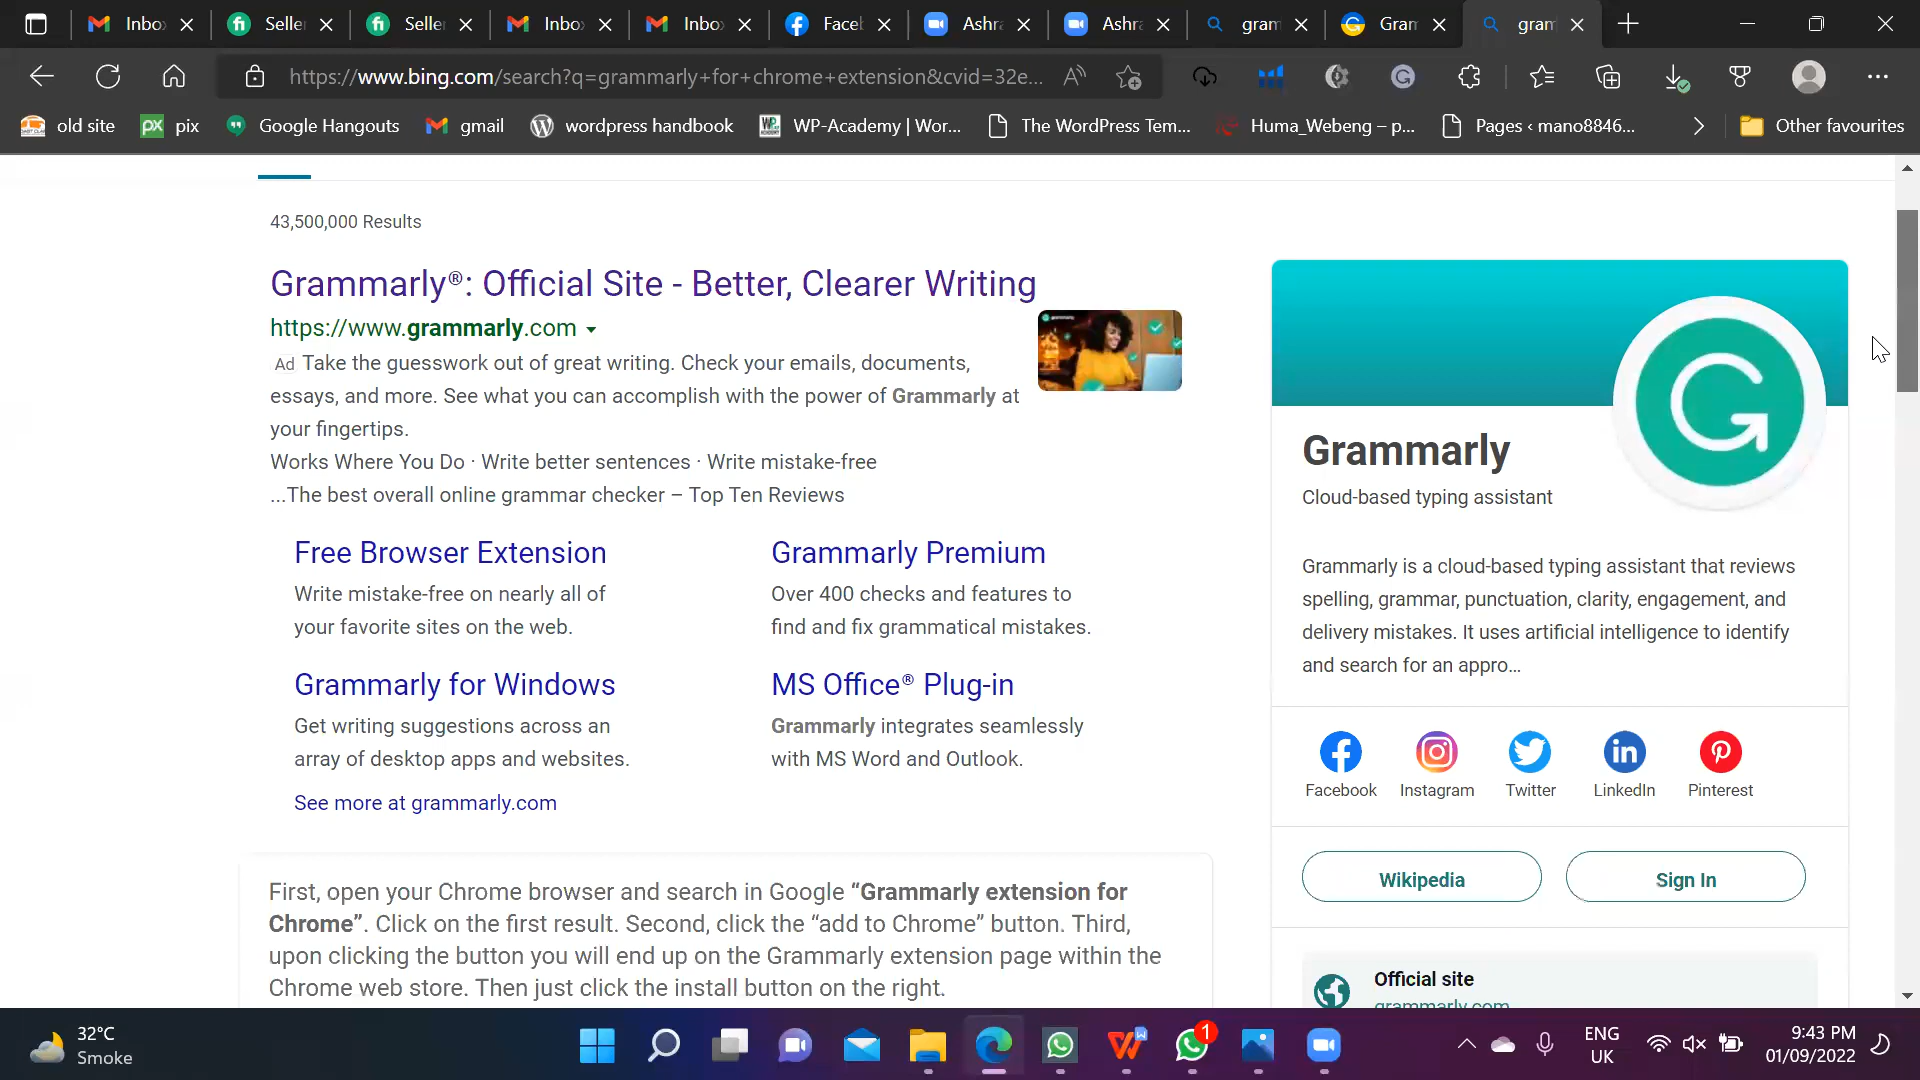 Inbo
Selle
Selle
Inbo
Inbo
Face
Ashr
Ashr
gram
Gram
gram
https://www.bing.com/search?q=grammarly+for+chrome+extension&cvid=32e...
old site
pix
Google Hangouts
gmail
wordpress handbook
WP-Academy | Wor...
The WordPress Tem...
Huma_Webeng – p...
Pages ‹ mano8846...
Other favourites
43,500,000 Results
Grammarly®: Official Site - Better, Clearer Writing
https://www.grammarly.com
Ad Take the guesswork out of great writing. Check your emails, documents,
essays, and more. See what you can accomplish with the power of Grammarly at
your fingertips.
Works Where You Do · Write better sentences · Write mistake-free
...The best overall online grammar checker – Top Ten Reviews
Free Browser Extension
Write mistake-free on nearly all of
your favorite sites on the web.
Grammarly Premium
Over 400 checks and features to
find and fix grammatical mistakes.
Grammarly for Windows
Get writing suggestions across an
array of desktop apps and websites.
MS Office® Plug-in
Grammarly integrates seamlessly
with MS Word and Outlook.
See more at grammarly.com
First, open your Chrome browser and search in Google “Grammarly extension for
Chrome”. Click on the first result. Second, click the “add to Chrome” button. Third,
upon clicking the button you will end up on the Grammarly extension page within the
Chrome web store. Then just click the install button on the right.
Grammarly
Cloud-based typing assistant
Grammarly is a cloud-based typing assistant that reviews
spelling, grammar, punctuation, clarity, engagement, and
delivery mistakes. It uses artificial intelligence to identify
and search for an appro...
Facebook
Instagram
Twitter
LinkedIn
Pinterest
Wikipedia
Sign In
Official site
grammarly.com
32°C
Smoke
1
ENG
UK
9:43 PM
01/09/2022